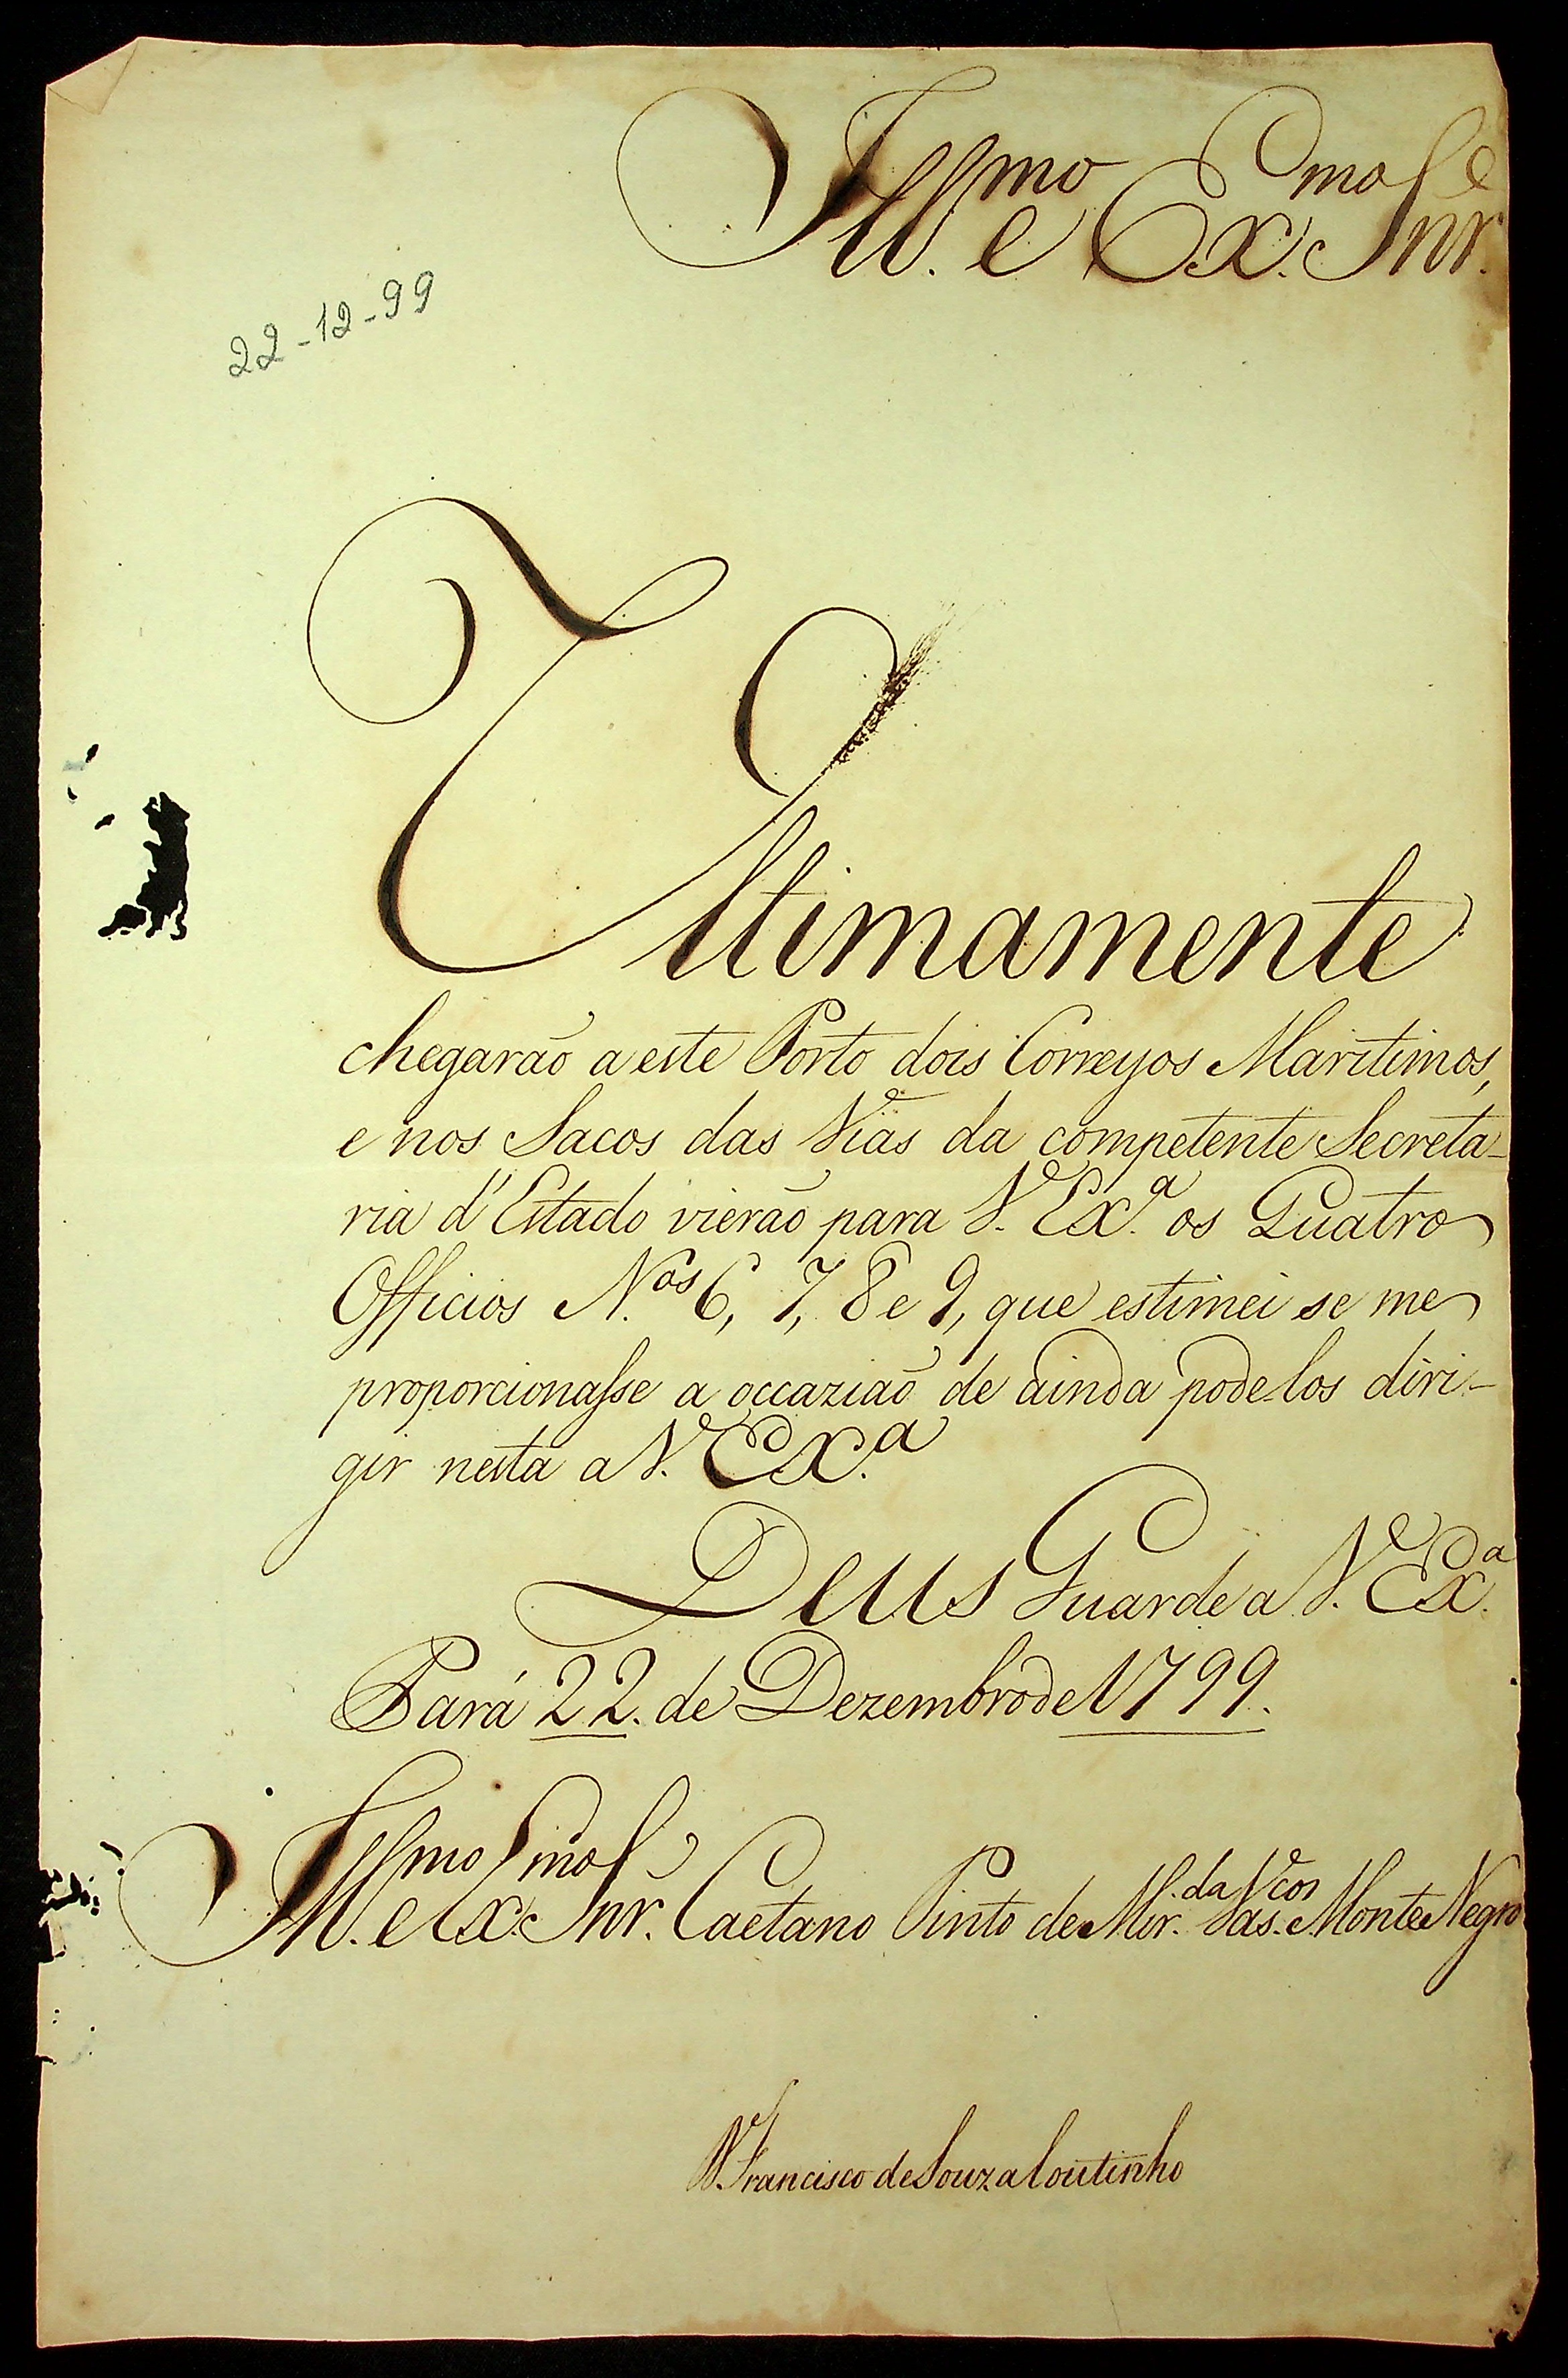 Ill.mo e Ex.mo Snr.
22-12-99
Ultimamente
chegarão a este Porto dois Correyos Maritimos,
e nos Sacos das Vias da competente Secreta-
ria d'Estado vierão para V. Ex.a os Quatro
Officios N.os 6, 7, 8 e 9, que estimei se me
proporcionasse a occazião de ainda podelos diri-
gir nesta a V. Ex.a
Deus Guarde a V. Ex.a
Pará 22. de Dezembro de 1799.
Ill.mo e Ex.mo Snr. Caetano Pinto de Mir.da Vas.cos Monte Negro
D. Francisco de Souza Coutinho